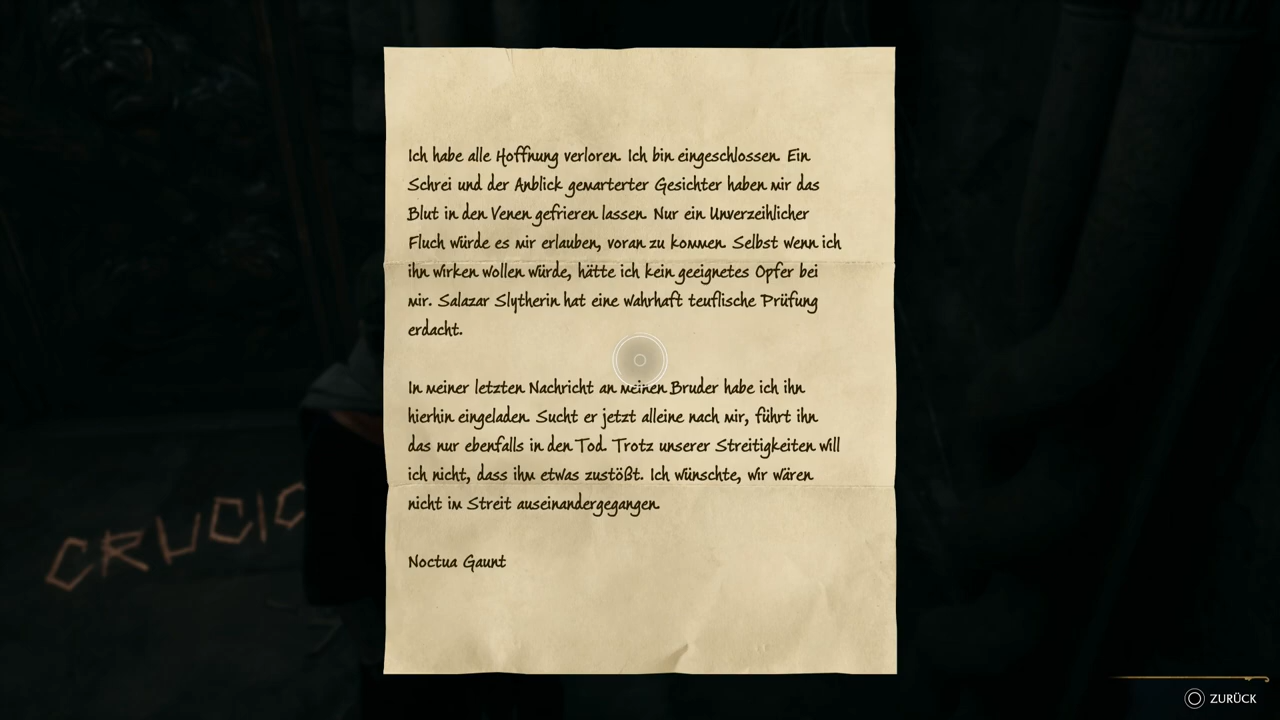 Ich habe alle Hoffnung verloren. Ich bin eingeschlossen. Ein
Schrei und der Anblick gemarterter Gesichter haben mir das
Blut in den Venen gefrieren lassen. Nur ein Unverzeihlicher
Fluch würde es mir erlauben, voran zu kommen. Selbst wenn ich
ihn wirken wollen würde, hätte ich kein geeignetes Opfer bei
mir. Salazar Slytherin hat eine wahrhaft teuflische Prüfung
erdacht.
In meiner letzten Nachricht an meinen Bruder habe ich ihn
hierhin eingeladen. Sucht er jetzt alleine nach mir, führt ihn
das nur ebenfalls in den Tod. Trotz unserer Streitigkeiten will
ich nicht, dass ihm etwas zustößt. Ich wünschte, wir wären
nicht im Streit auseinandergegangen.
Noctua Gaunt
CRUCIO
ZURÜCK